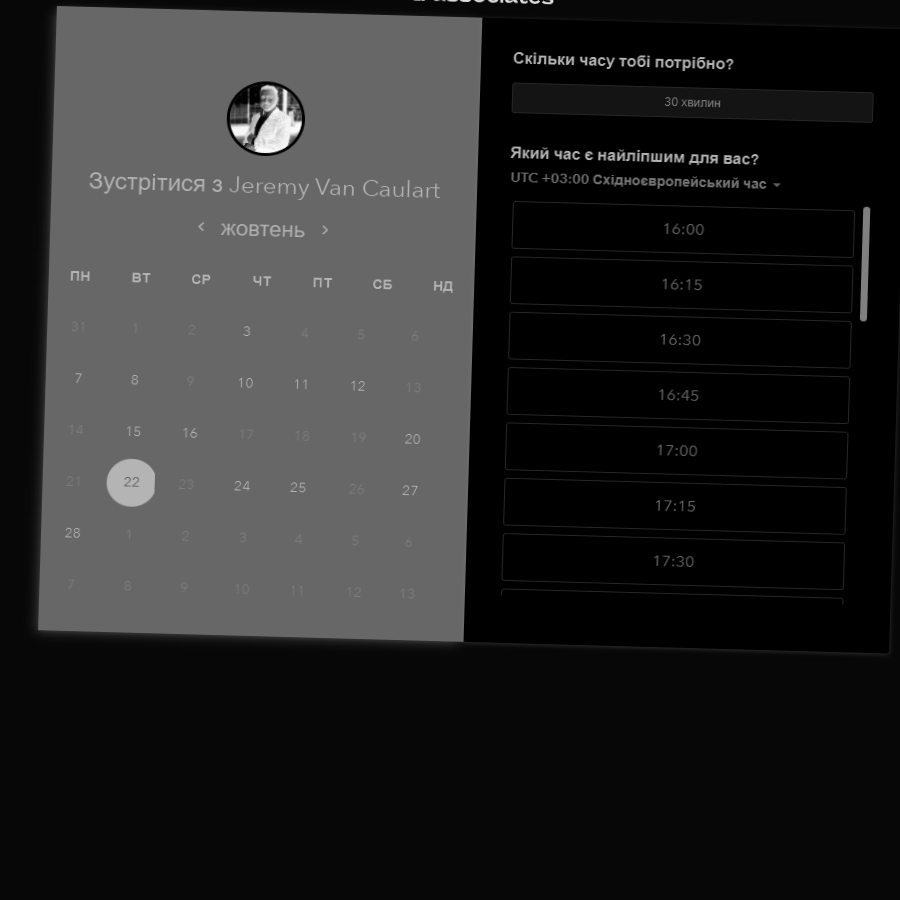 associates
Зустрітися з Jeremy Van Caulart
жовтень
ПН ВТ СР ЧТ ПТ СБ НД
31 1 2 3 4 5 6
7 8 9 10 11 12 13
14 15 16 17 18 19 20
21 22 23 24 25 26 27
28 1 2 3 4 5 6
7 8 9 10 11 12 13
Скільки часу тобі потрібно?
30 хвилин
Який час є найліпшим для вас?
UTC +03:00 Східноєвропейський час
16:00
16:15
16:30
16:45
17:00
17:15
17:30